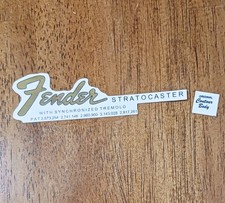 Fender STRATOCASTER
WITH SYNCHRONIZED TREMOLO
ORIGINAL
Contour
Body